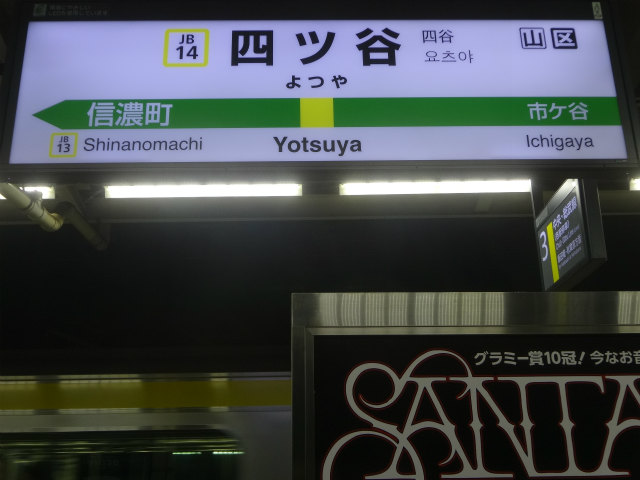 JB 14 四ツ谷 四谷 山 区
よつや 요츠야
信濃町 市ケ谷
JB 13 Shinanomachi Yotsuya Ichigaya
3
グラミー賞10冠！今なお音
SANTA